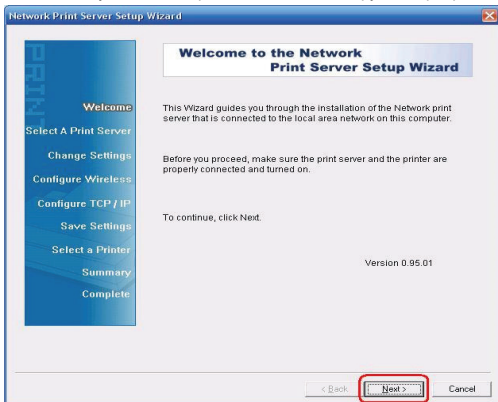 Network Print Server Setup Wizard
PRINT
Welcome
Select A Print Server
Change Settings
Configure Wireless
Configure TCP / IP
Save Settings
Select a Printer
Summary
Complete
Welcome to the Network
Print Server Setup Wizard
This Wizard guides you through the installation of the Network print
server that is connected to the local area network on this computer.
Before you proceed, make sure the print server and the printer are
properly connected and turned on.
To continue, click Next.
Version 0.95.01
< Back
Next >
Cancel